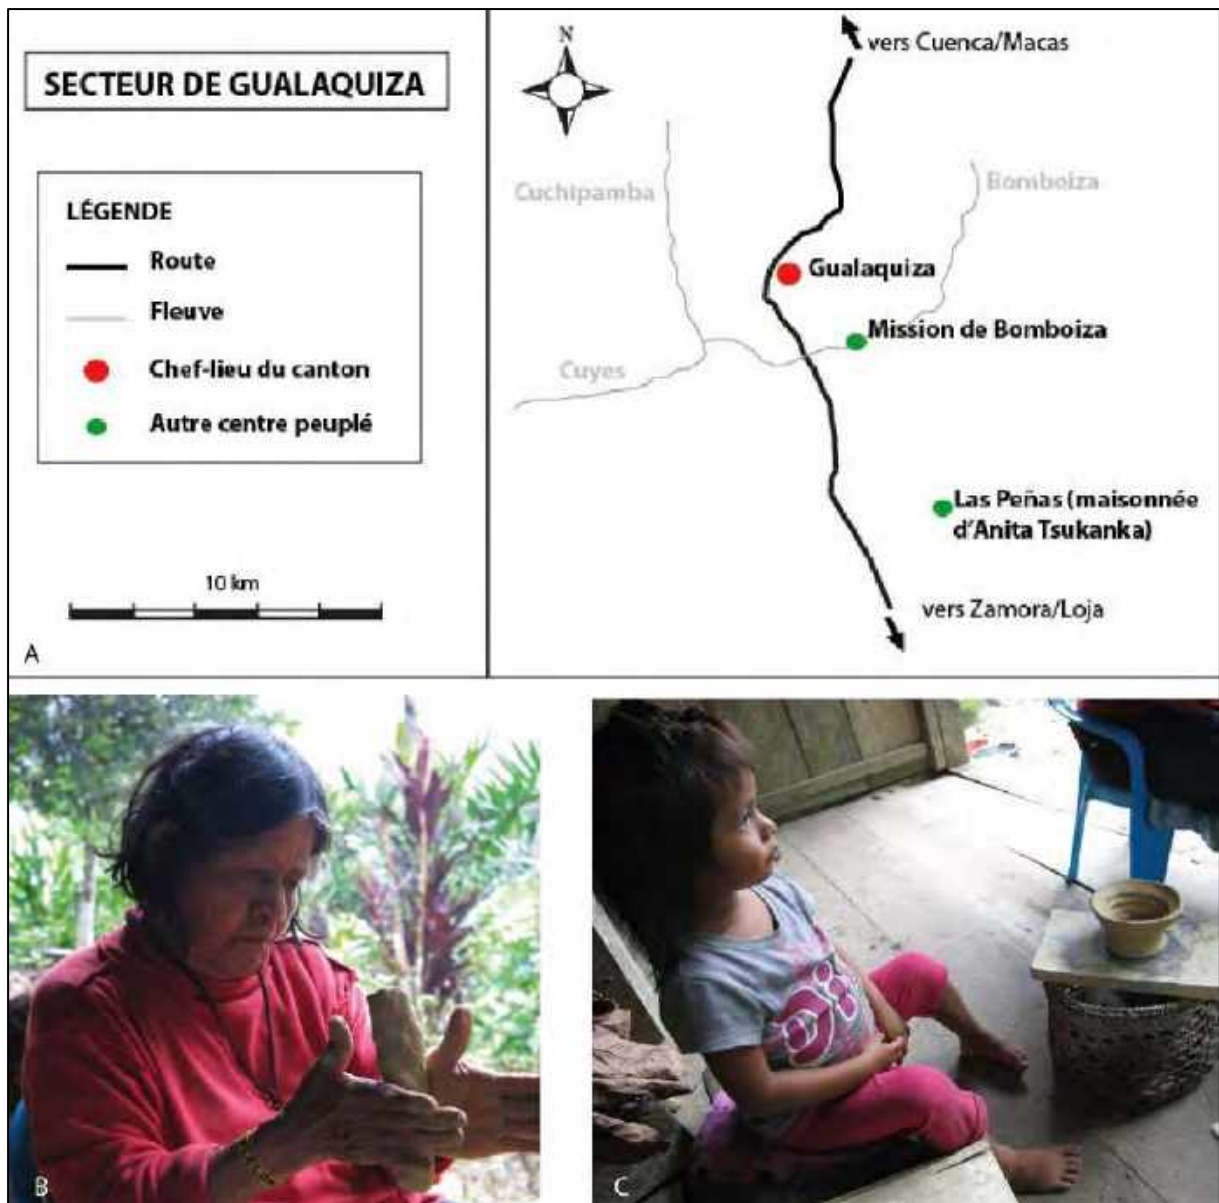 SECTEUR DE GUALAQUIZA
LÉGENDE
Route
Fleuve
Chef-lieu du canton
Autre centre peuplé
10 km
A
N
vers Cuenca/Macas
Cuchipamba
Bomboiza
Gualaquiza
Mission de Bomboiza
Cuyes
Las Peñas (maisonnée
d'Anita Tsukanka)
vers Zamora/Loja
B
C